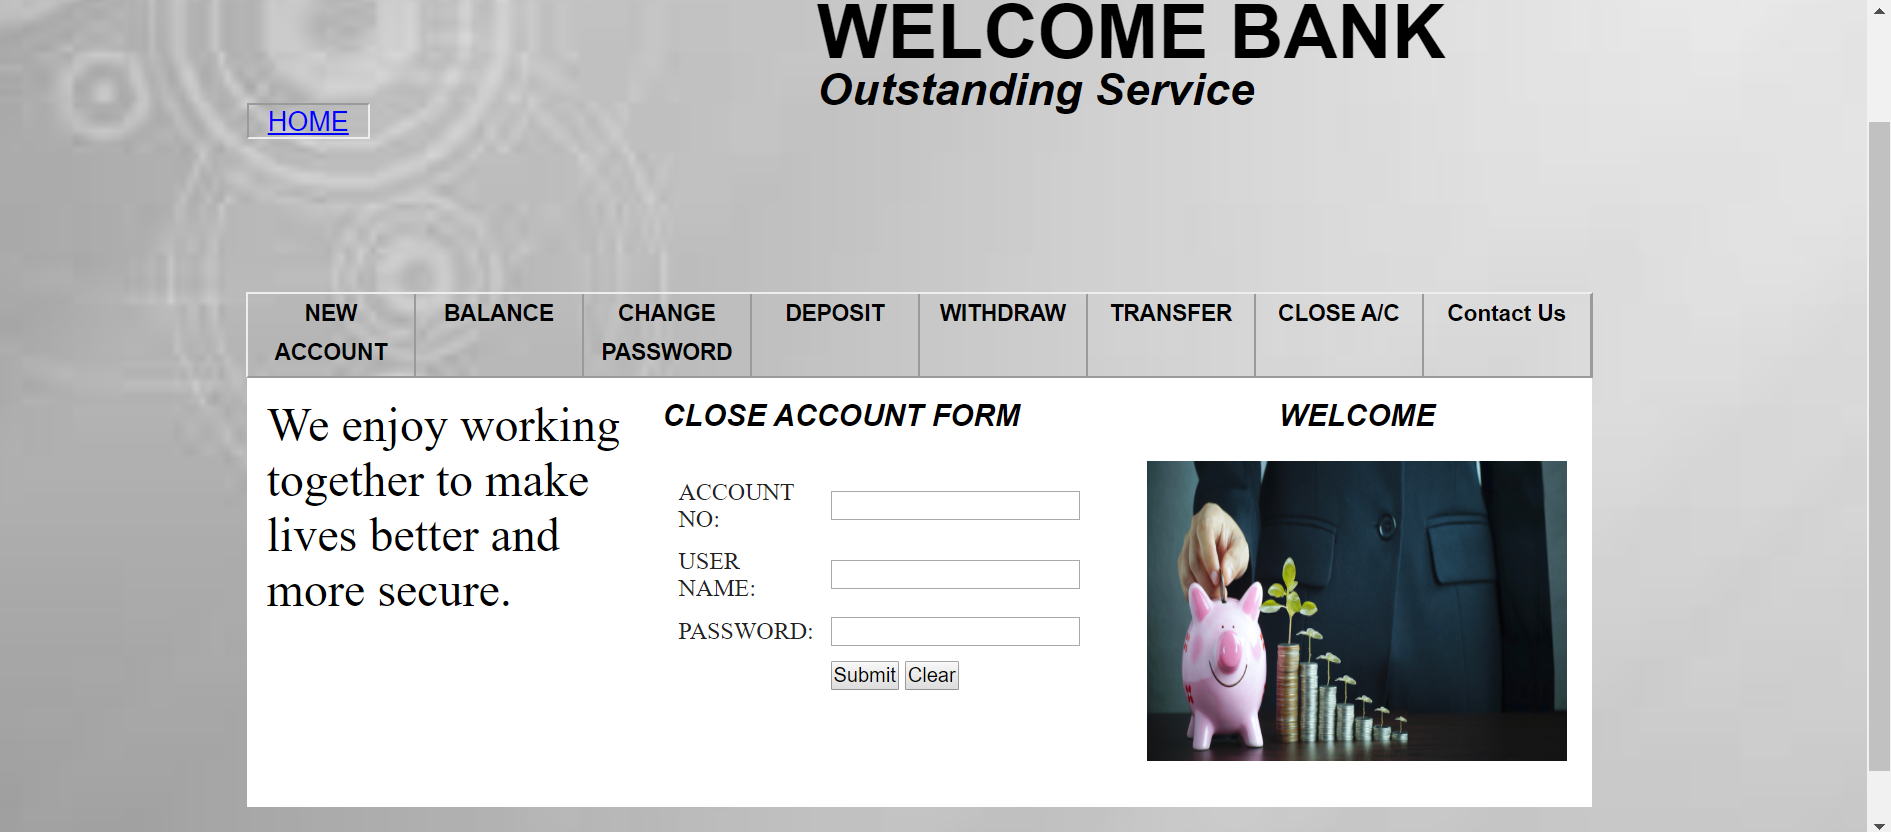 WELCOME BANK
Outstanding Service
HOME
NEW ACCOUNT
BALANCE
CHANGE PASSWORD
DEPOSIT
WITHDRAW
TRANSFER
CLOSE A/C
Contact Us
We enjoy working
together to make
lives better and
more secure.
CLOSE ACCOUNT FORM
ACCOUNT
NO:
USER
NAME:
PASSWORD:
Submit Clear
WELCOME